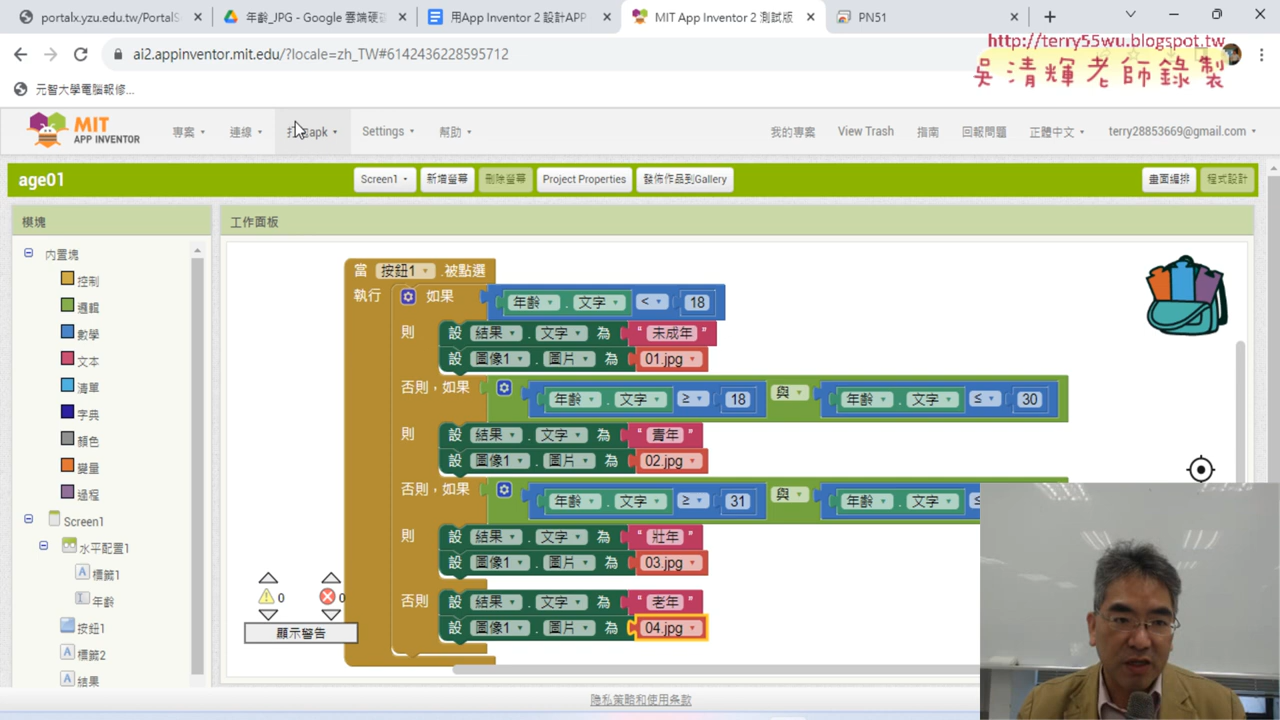 portalx.yzu.edu.tw/PortalS
年齡_JPG - Google 雲端硬
用App Inventor 2 設計APP
MIT App Inventor 2 測試版
PN51
ai2.appinventor.mit.edu/?locale=zh_TW#6142436228595712
http://terry55wu.blogspot.tw
吳清輝老師錄製
元智大學電腦報修...
MIT
APP INVENTOR
專案
連線
apk
Settings
幫助
我的專案
View Trash
指南
回報問題
正體中文
terry28853669@gmail.com
age01
Screen1
新增螢幕
刪除螢幕
Project Properties
發佈作品到Gallery
畫面編排
程式設計
模塊
工作面板
內置塊
控制
邏輯
數學
文本
清單
字典
顏色
變量
過程
Screen1
水平配置1
標籤1
年齡
按鈕1
標籤2
結果
當 按鈕1 .被點選
執行 如果 年齡 . 文字 < 18
則 設 結果 . 文字 為 “ 未成年 ”
設 圖像1 . 圖片 為 01.jpg
否則，如果 年齡 . 文字 ≥ 18 與 年齡 . 文字 ≤ 30
則 設 結果 . 文字 為 “ 青年 ”
設 圖像1 . 圖片 為 02.jpg
否則，如果 年齡 . 文字 ≥ 31 與 年齡 . 文字
則 設 結果 . 文字 為 “ 壯年 ”
設 圖像1 . 圖片 為 03.jpg
否則 設 結果 . 文字 為 “ 老年 ”
設 圖像1 . 圖片 為 04.jpg
0
0
顯示警告
隐私策略和使用条款